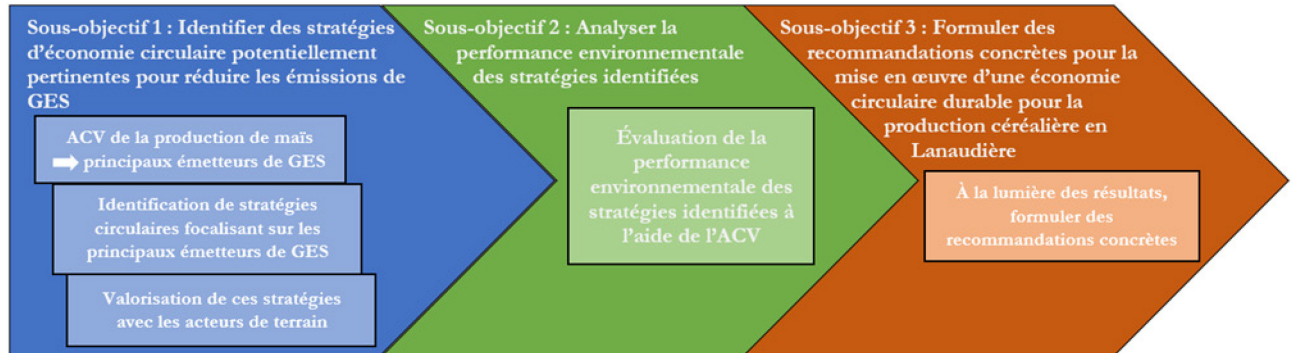 Sous-objectif 1 : Identifier des stratégies
d'économie circulaire potentiellement
pertinentes pour réduire les émissions de
GES
ACV de la production de maïs
➡ principaux émetteurs de GES
Identification de stratégies
circulaires focalisant sur les
principaux émetteurs de GES
Valorisation de ces stratégies
avec les acteurs de terrain
Sous-objectif 2 : Analyser la
performance environnementale
des stratégies identifiées
Évaluation de la
performance
environnementale des
stratégies identifiées à
l'aide de l'ACV
Sous-objectif 3 : Formuler des
recommandations concrètes pour la
mise en œuvre d'une économie
circulaire durable pour la
production céréalière en
Lanaudière
À la lumière des résultats,
formuler des
recommandations concrètes